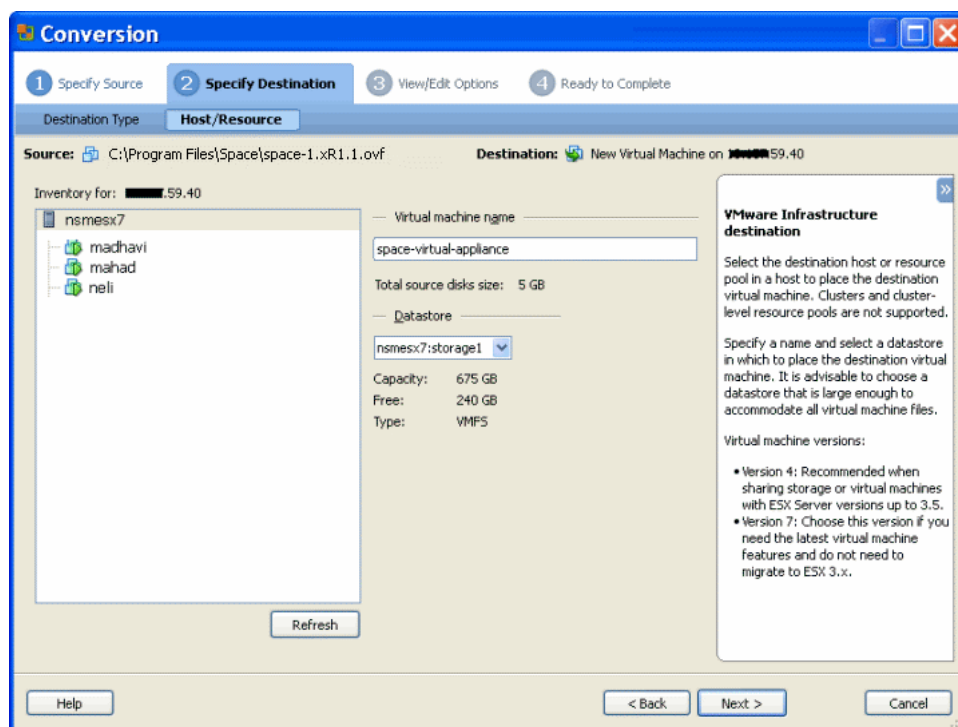 Conversion
1 Specify Source 2 Specify Destination 3 View/Edit Options 4 Ready to Complete
Destination Type Host/Resource
Source: C:\Program Files\Space\space-1.xR1.1.ovf Destination: New Virtual Machine on 59.40
Inventory for: .59.40
nsmesx7
madhavi
mahad
neli
Refresh
Virtual machine name
space-virtual-appliance
Total source disks size: 5 GB
Datastore
nsmesx7:storage1
Capacity: 675 GB
Free: 240 GB
Type: VMFS
»
VMware Infrastructure
destination
Select the destination host or resource
pool in a host to place the destination
virtual machine. Clusters and cluster-
level resource pools are not supported.
Specify a name and select a datastore
in which to place the destination virtual
machine. It is advisable to choose a
datastore that is large enough to
accommodate all virtual machine files.
Virtual machine versions:
• Version 4: Recommended when
sharing storage or virtual machines
with ESX Server versions up to 3.5.
• Version 7: Choose this version if you
need the latest virtual machine
features and do not need to
migrate to ESX 3.x.
Help < Back Next > Cancel